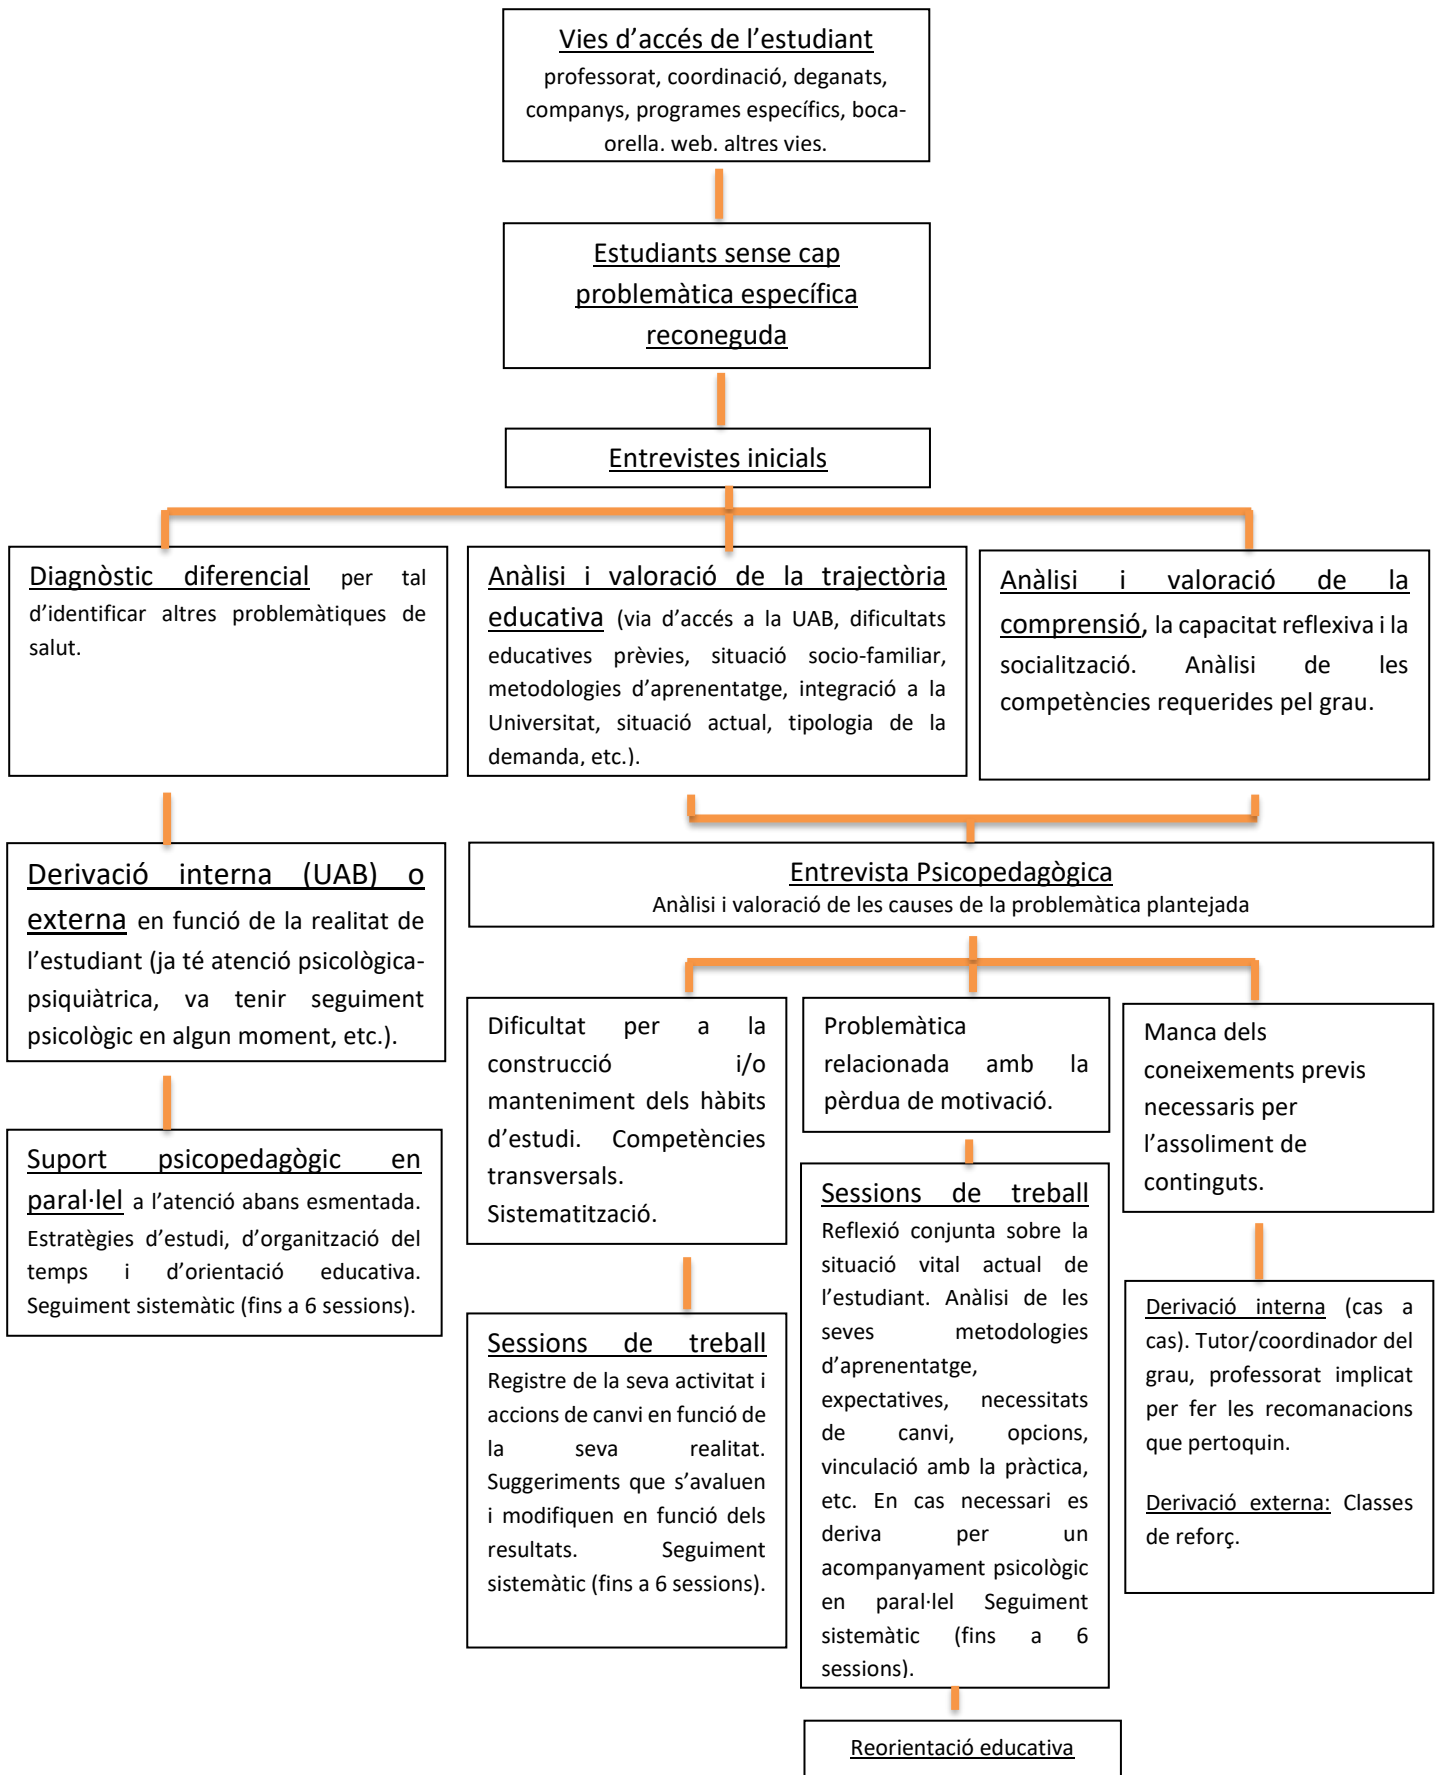 Vies d’accés de l’estudiant
professorat, coordinació, deganats,
companys, programes específics, boca-
orella. web. altres vies.
Estudiants sense cap
problemàtica específica
reconeguda
Entrevistes inicials
Diagnòstic diferencial per tal
d’identificar altres problemàtiques de
salut.
Anàlisi i valoració de la trajectòria
educativa (via d’accés a la UAB, dificultats
educatives prèvies, situació socio-familiar,
metodologies d’aprenentatge, integració a la
Universitat, situació actual, tipologia de la
demanda, etc.).
Anàlisi i valoració de la
comprensió, la capacitat reflexiva i la
socialització. Anàlisi de les
competències requerides pel grau.
Derivació interna (UAB) o
externa en funció de la realitat de
l’estudiant (ja té atenció psicològica-
psiquiàtrica, va tenir seguiment
psicològic en algun moment, etc.).
Entrevista Psicopedagògica
Anàlisi i valoració de les causes de la problemàtica plantejada
Suport psicopedagògic en
paral·lel a l’atenció abans esmentada.
Estratègies d’estudi, d’organització del
temps i d’orientació educativa.
Seguiment sistemàtic (fins a 6 sessions).
Dificultat per a la
construcció i/o
manteniment dels hàbits
d’estudi. Competències
transversals.
Sistematització.
Problemàtica
relacionada amb la
pèrdua de motivació.
Manca dels
coneixements previs
necessaris per
l’assoliment de
continguts.
Sessions de treball
Registre de la seva activitat i
accions de canvi en funció de
la seva realitat.
Suggeriments que s’avaluen
i modifiquen en funció dels
resultats. Seguiment
sistemàtic (fins a 6 sessions).
Sessions de treball
Reflexió conjunta sobre la
situació vital actual de
l’estudiant. Anàlisi de les
seves metodologies
d’aprenentatge,
expectatives, necessitats
de canvi, opcions,
vinculació amb la pràctica,
etc. En cas necessari es
deriva per un
acompanyament psicològic
en paral·lel Seguiment
sistemàtic (fins a 6
sessions).
Derivació interna (cas a
cas). Tutor/coordinador del
grau, professorat implicat
per fer les recomanacions
que pertoquin.
Derivació externa: Classes
de reforç.
Reorientació educativa